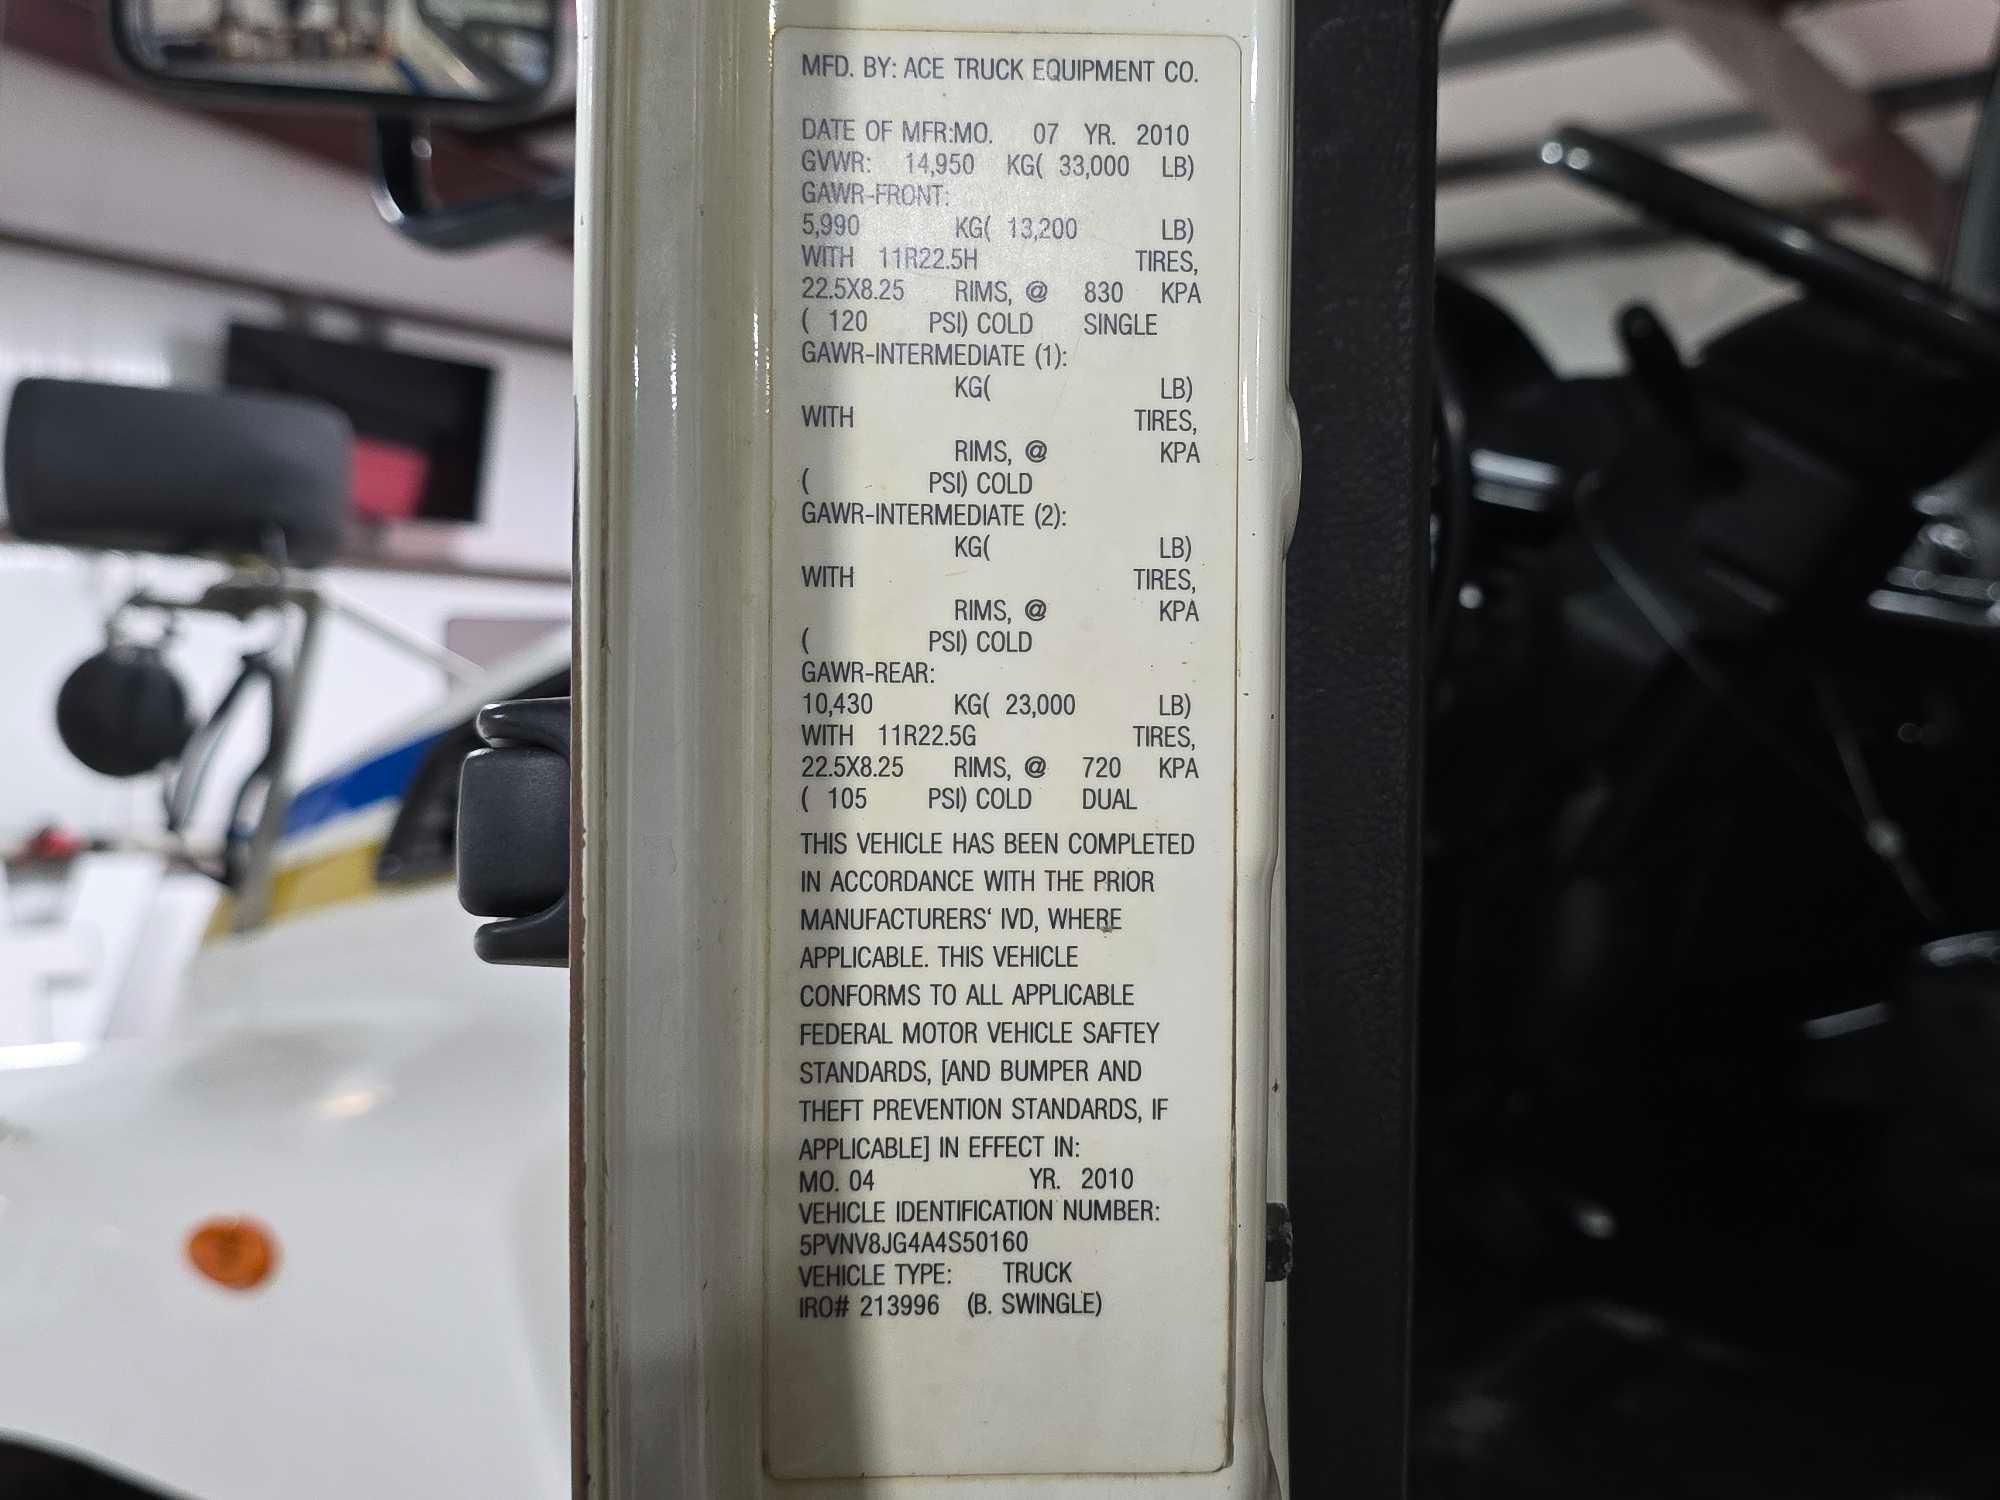 MFD. BY: ACE TRUCK EQUIPMENT CO.
DATE OF MFR:MO. 07 YR. 2010
GVWR: 14,950 KG( 33,000 LB)
GAWR-FRONT:
5,990 KG( 13,200 LB)
WITH 11R22.5H TIRES,
22.5X8.25 RIMS, @ 830 KPA
( 120 PSI) COLD SINGLE
GAWR-INTERMEDIATE (1):
KG( LB)
WITH TIRES,
RIMS, @ KPA
( PSI) COLD
GAWR-INTERMEDIATE (2):
KG( LB)
WITH TIRES,
RIMS, @ KPA
( PSI) COLD
GAWR-REAR:
10,430 KG( 23,000 LB)
WITH 11R22.5G TIRES,
22.5X8.25 RIMS, @ 720 KPA
( 105 PSI) COLD DUAL
THIS VEHICLE HAS BEEN COMPLETED
IN ACCORDANCE WITH THE PRIOR
MANUFACTURERS‘ IVD, WHERE
APPLICABLE. THIS VEHICLE
CONFORMS TO ALL APPLICABLE
FEDERAL MOTOR VEHICLE SAFTEY
STANDARDS, [AND BUMPER AND
THEFT PREVENTION STANDARDS, IF
APPLICABLE] IN EFFECT IN:
MO. 04 YR. 2010
VEHICLE IDENTIFICATION NUMBER:
5PVNV8JG4A4S50160
VEHICLE TYPE: TRUCK
IRO# 213996 (B. SWINGLE)